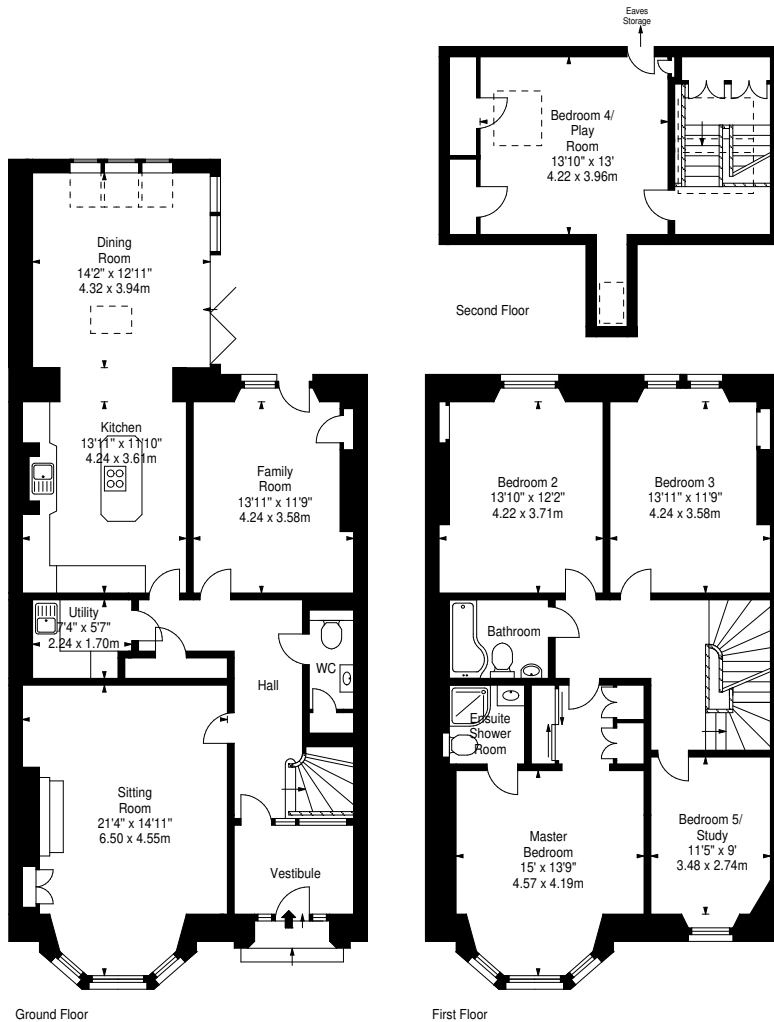 Eaves
Storage
Bedroom 4/
Play
Room
13'10" x 13'
4.22 x 3.96m
Second Floor
Dining
Room
14'2" x 12'11"
4.32 x 3.94m
Kitchen
13'11" x 11'10"
4.24 x 3.61m
Family
Room
13'11" x 11'9"
4.24 x 3.58m
Utility
7'4" x 5'7"
2.24 x 1.70m
WC
Hall
Sitting
Room
21'4" x 14'11"
6.50 x 4.55m
Vestibule
Ground Floor
Bedroom 2
13'10" x 12'2"
4.22 x 3.71m
Bedroom 3
13'11" x 11'9"
4.24 x 3.58m
Bathroom
Ensuite
Shower
Room
Master
Bedroom
15' x 13'9"
4.57 x 4.19m
Bedroom 5/
Study
11'5" x 9'
3.48 x 2.74m
First Floor